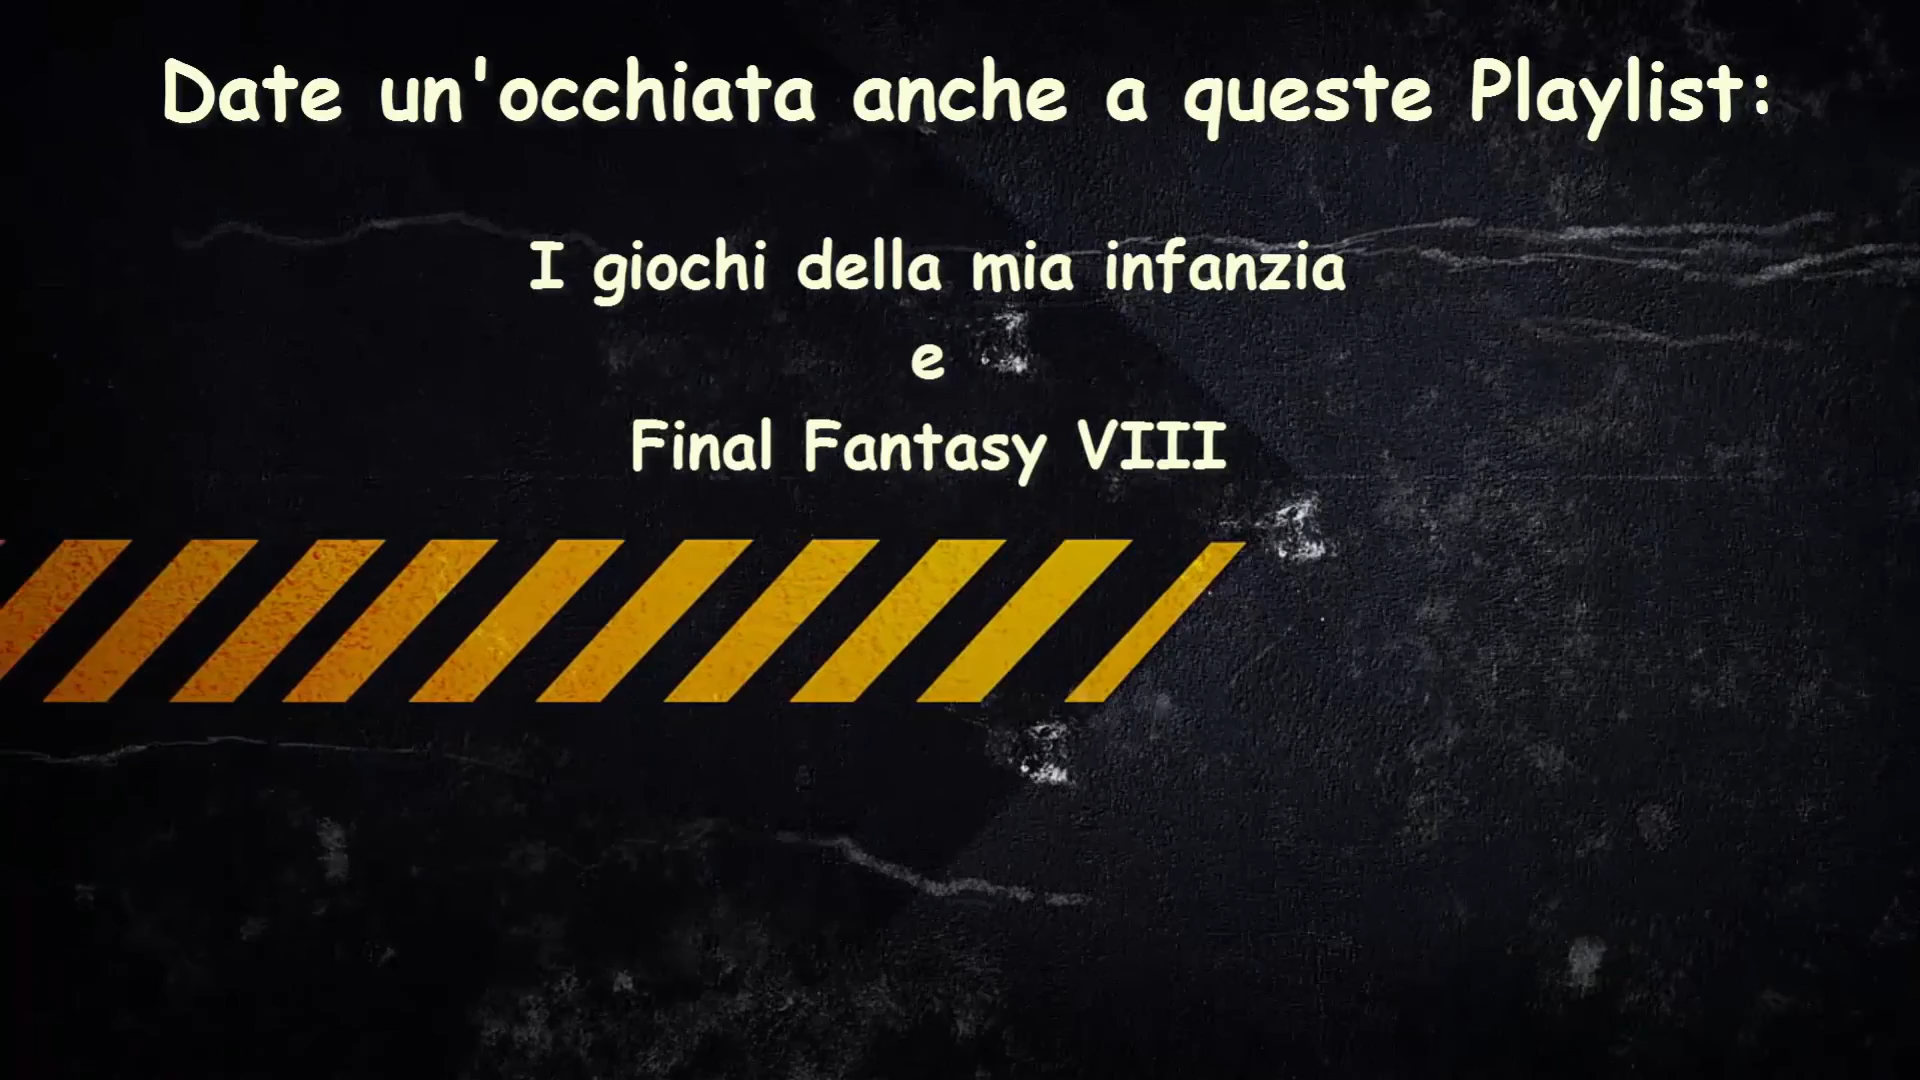 Date un'occhiata anche a queste Playlist:
I giochi della mia infanzia
e
Final Fantasy VIII